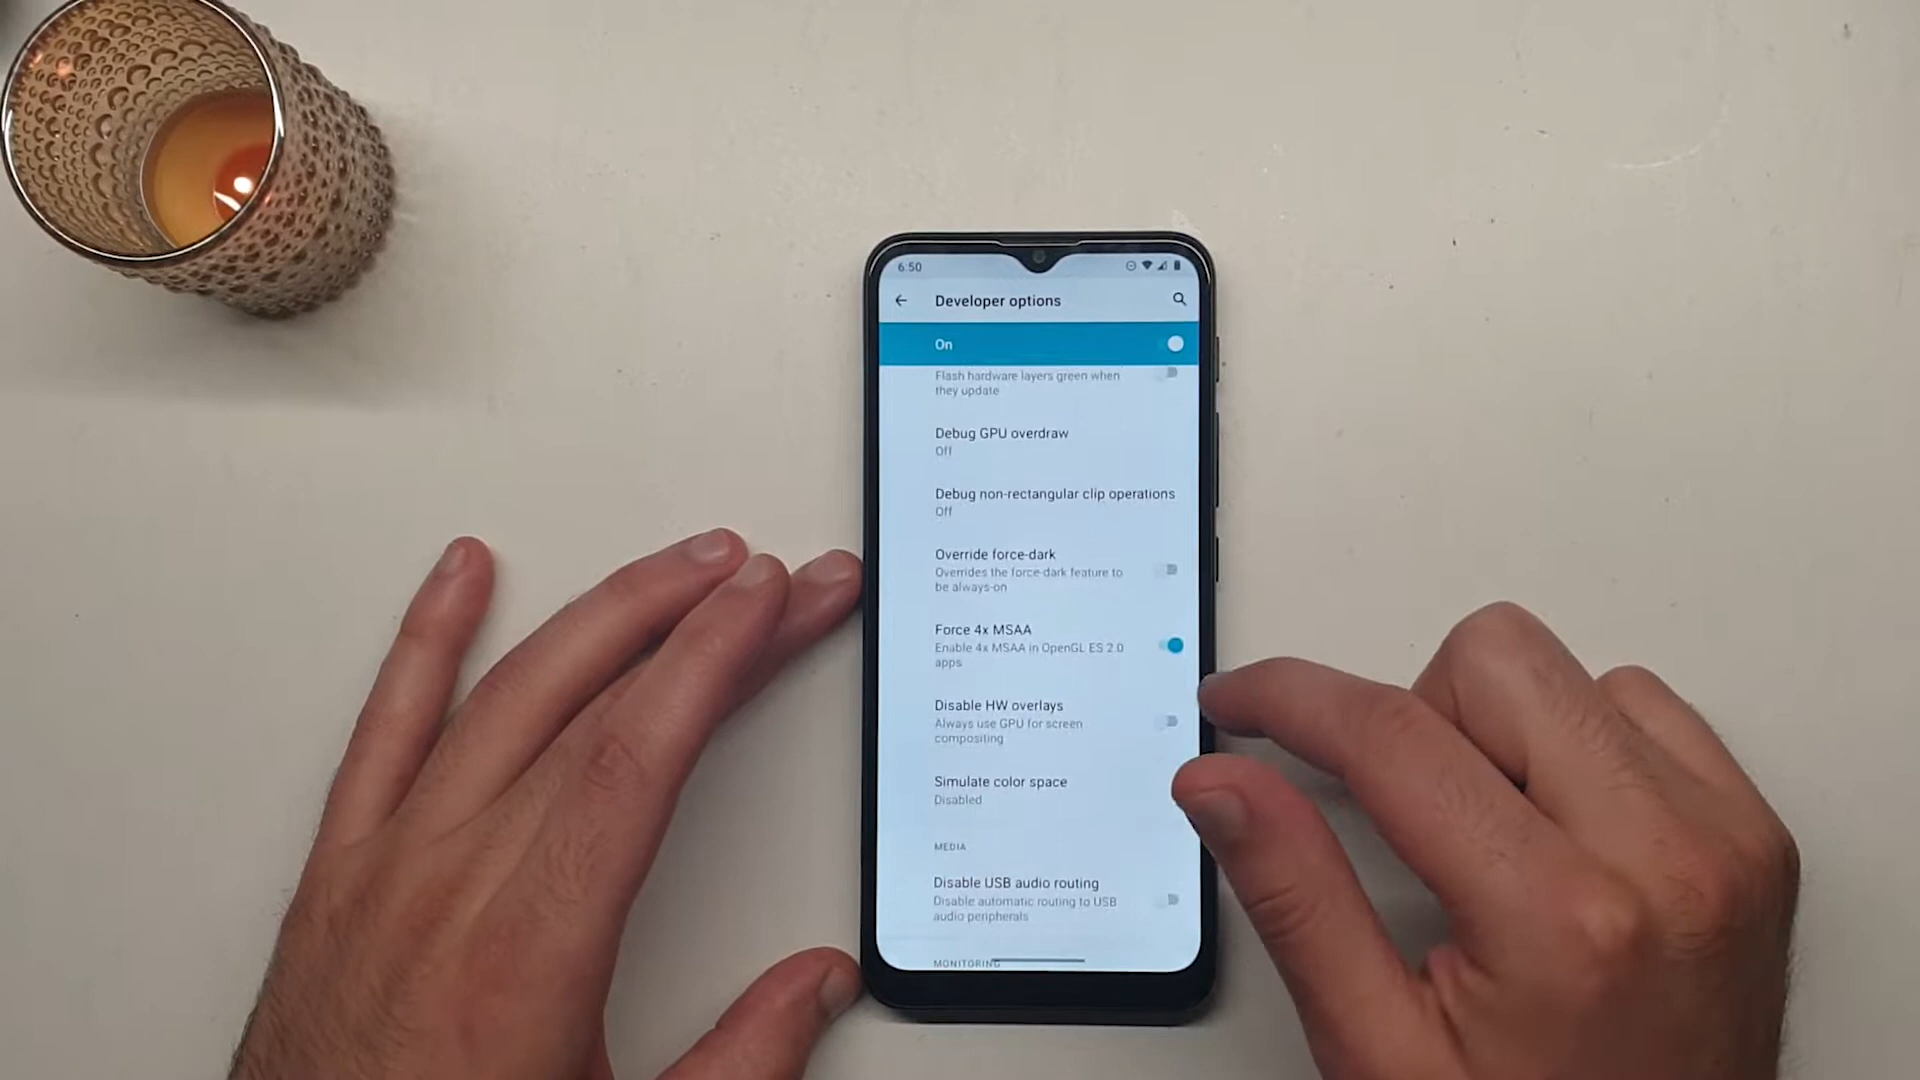 6:50
Developer options
On
Flash hardware layers green when
they update
Debug GPU overdraw
Off
Debug non-rectangular clip operations
Off
Override force-dark
Overrides the force-dark feature to
be always-on
Force 4x MSAA
Enable 4x MSAA in OpenGL ES 2.0
apps
Disable HW overlays
Always use GPU for screen
compositing
Simulate color space
Disabled
MEDIA
Disable USB audio routing
Disable automatic routing to USB
audio peripherals
MONITORING